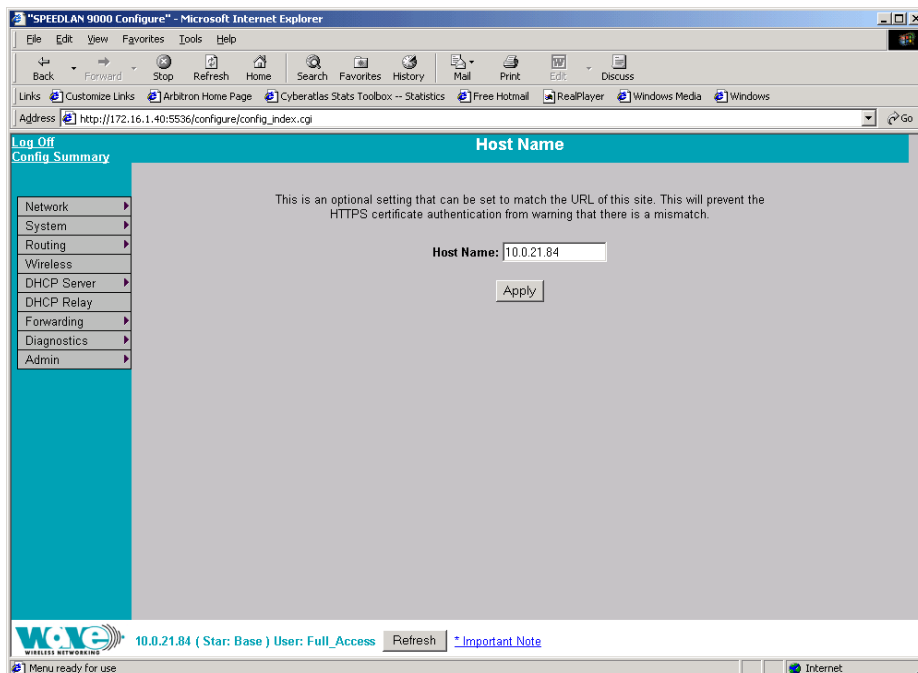 "SPEEDLAN 9000 Configure" - Microsoft Internet Explorer
File Edit View Favorites Tools Help
Back Forward Stop Refresh Home Search Favorites History Mail Print Edit Discuss
Links Customize Links Arbitron Home Page Cyberatlas Stats Toolbox -- Statistics Free Hotmail RealPlayer Windows Media Windows
Address http://172.16.1.40:5536/configure/config_index.cgi Go
Log Off
Config Summary
Host Name
This is an optional setting that can be set to match the URL of this site. This will prevent the
HTTPS certificate authentication from warning that there is a mismatch.
Host Name: 10.0.21.84
Apply
Network
System
Routing
Wireless
DHCP Server
DHCP Relay
Forwarding
Diagnostics
Admin
WAVE
WIRELESS NETWORKING
10.0.21.84 ( Star: Base ) User: Full_Access Refresh * Important Note
Menu ready for use Internet